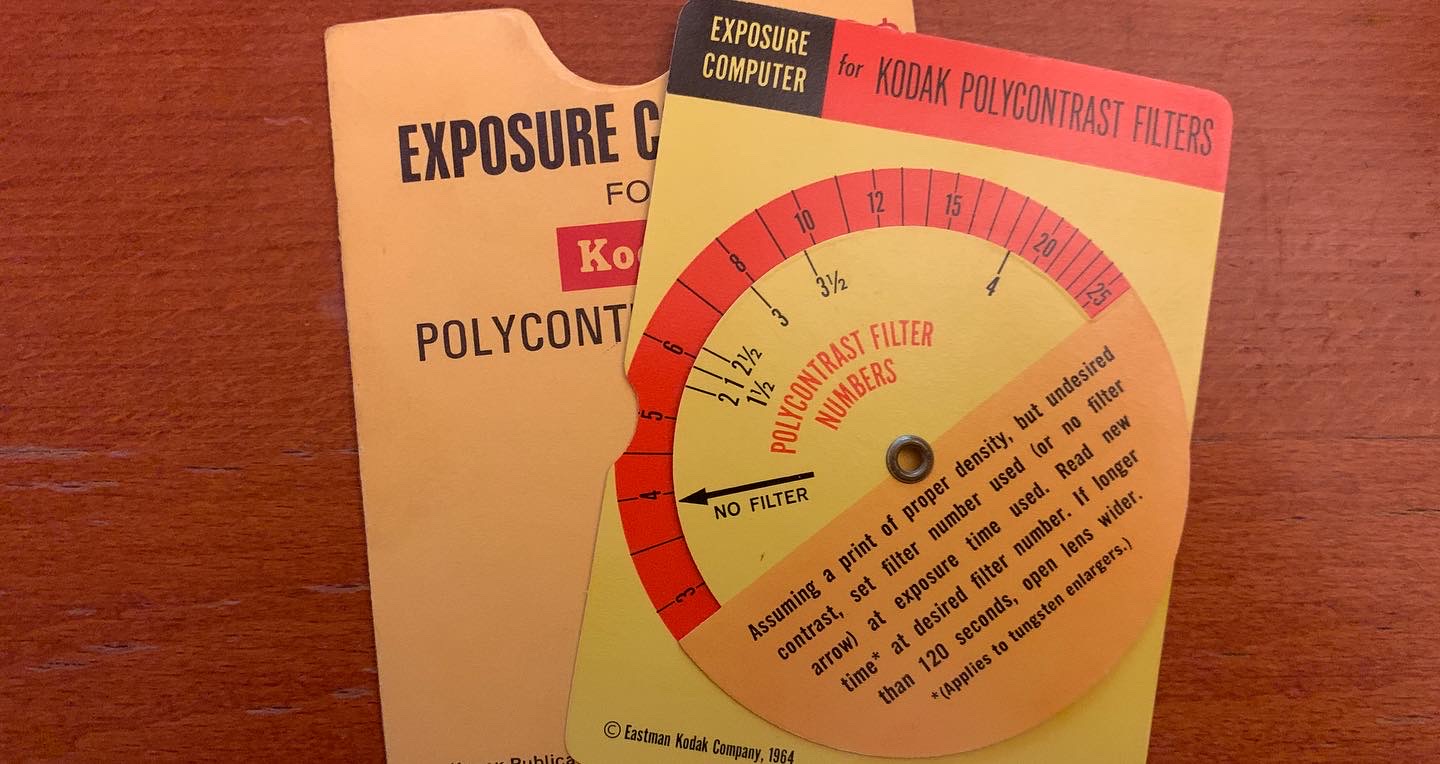 EXPOSURE C
FO
Ko
POLYCONT
EXPOSURE
COMPUTER
for KODAK POLYCONTRAST FILTERS
3 4 5 6 8 10 12 15 20 25
NO FILTER
2 1 1½ 2½ 3 3½ 4
POLYCONTRAST FILTER
NUMBERS
Assuming a print of proper density, but undesired
contrast, set filter number used (or no filter
arrow) at exposure time used. Read new
time* at desired filter number. If longer
than 120 seconds, open lens wider.
*(Applies to tungsten enlargers.)
© Eastman Kodak Company, 1964